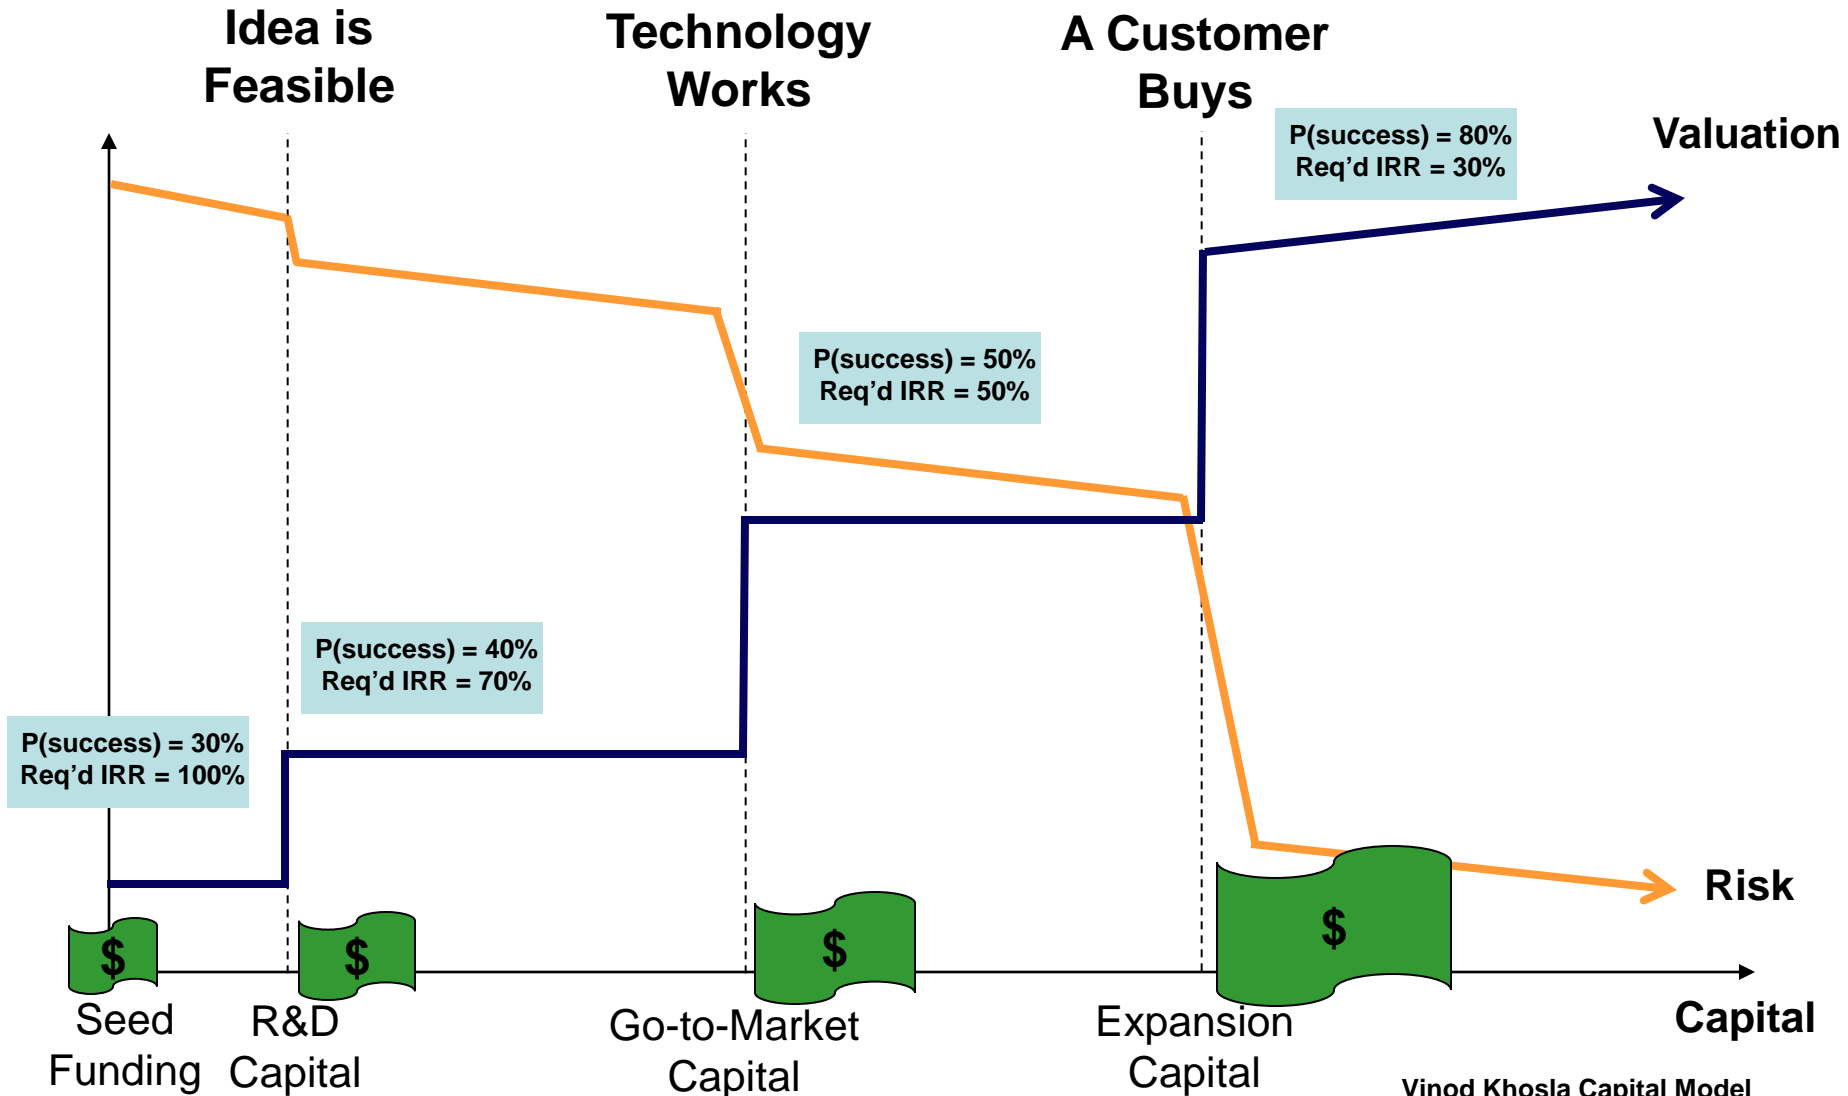 Idea is
Feasible
Technology
Works
A Customer
Buys
P(success) = 80%
Req’d IRR = 30%
Valuation
P(success) = 50%
Req’d IRR = 50%
P(success) = 40%
Req’d IRR = 70%
P(success) = 30%
Req’d IRR = 100%
Risk
$
$
$
$
Seed
Funding
R&D
Capital
Go-to-Market
Capital
Expansion
Capital
Capital
Vinod Khosla Capital Model